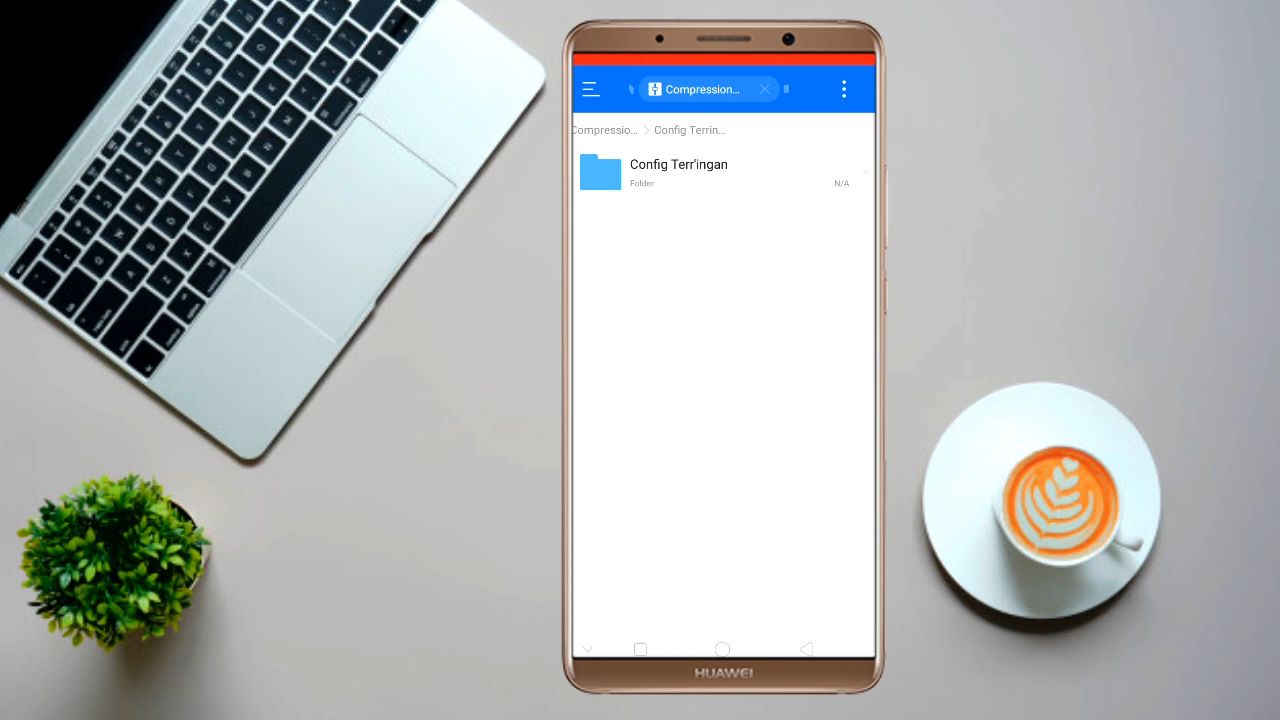 Compression...
Compressio... Config Terrin...
Config Terr'ingan
Folder N/A
HUAWEI